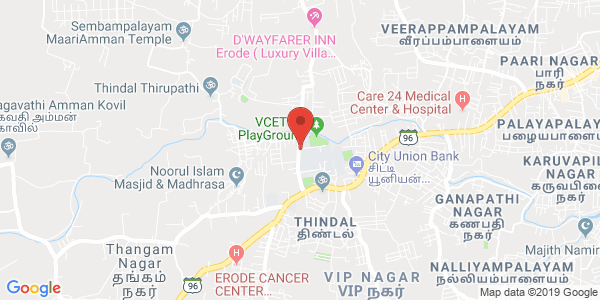 Sembampalayam
MaariAmman Temple
D'WAYFARER INN
Erode ( Luxury Villa...
VEERAPPAMPALAYAM
வீரப்பம்பாளையம்
Thindal Thirupathi
PAARI NAGAR
பாரி
நகர்
agavathi Amman Kovil
கவதி அம்மன்
காவில்
Care 24 Medical
Center & Hospital
VCET
PlayGround
96
PALAYAPALAY
பழையபாளை
City Union Bank
சிட்டி
யூனியன்...
KARUVAPIL
NAGAR
கருவபி
நகர்
Noorul Islam
Masjid & Madhrasa
THINDAL
திண்டல்
GANAPATHI
NAGAR
கணபதி
நகர்
Thangam
Nagar
தங்கம்
நகர்
Majith Namir
ERODE CANCER
CENTER...
VIP NAGAR
VIP நகர்
NALLIYAMPALAYAM
நல்லியம்பாளையம்
96
Google
Map data ©2019 Google